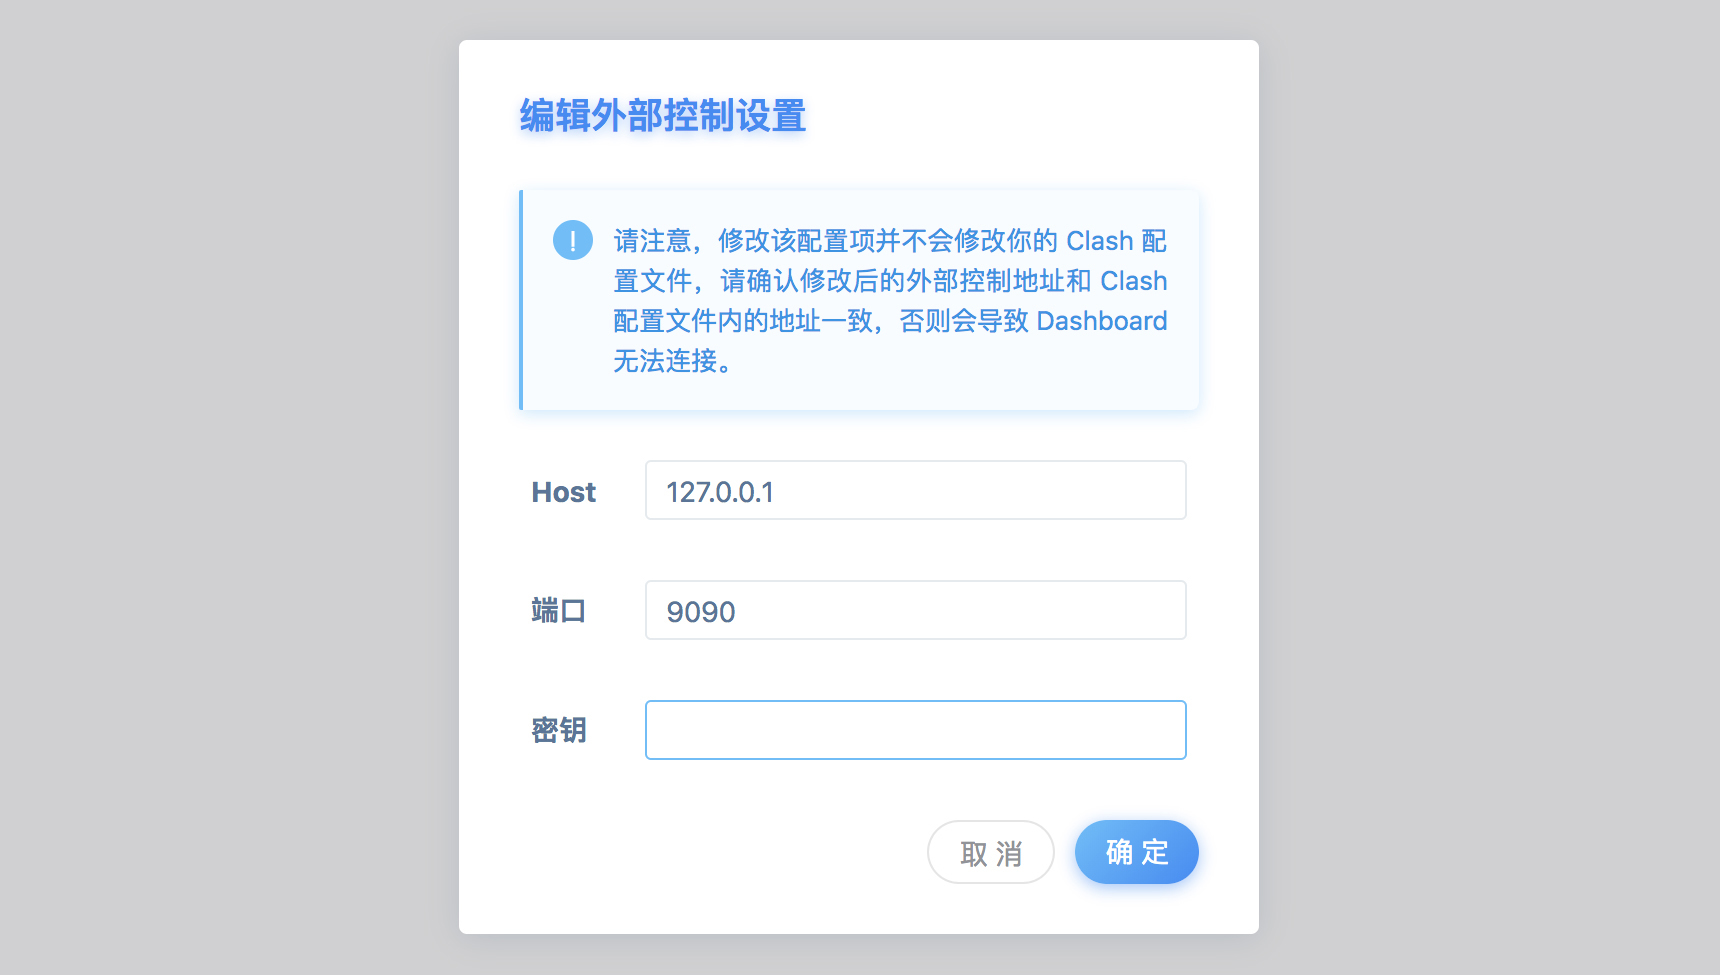 编辑外部控制设置
请注意，修改该配置项并不会修改你的 Clash 配
置文件，请确认修改后的外部控制地址和 Clash
配置文件内的地址一致，否则会导致 Dashboard
无法连接。
Host 127.0.0.1
端口 9090
密钥
取 消 确 定